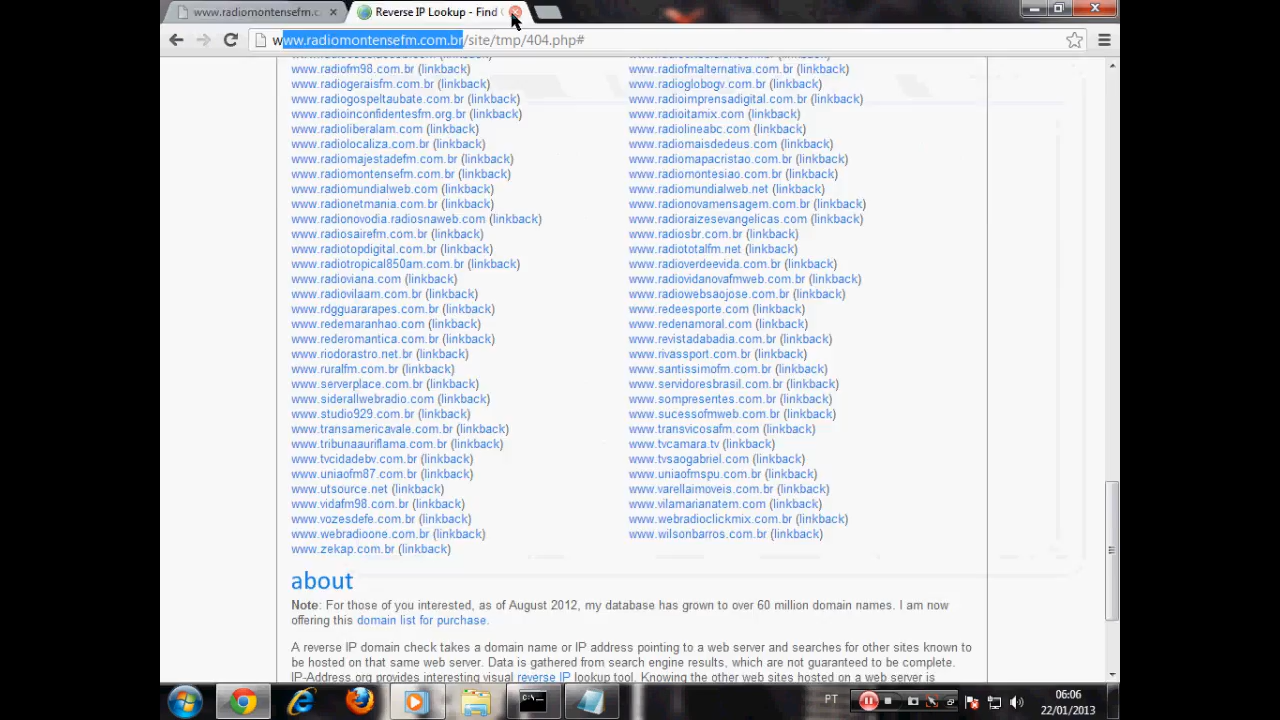 www.radiomontensefm.c
Reverse IP Lookup - Find
www.radiomontensefm.com.br/site/tmp/404.php#
www.radiofm98.com.br (linkback)
www.radiofmalternativa.com.br (linkback)
www.radiogeraisfm.com.br (linkback)
www.radioglobogv.com.br (linkback)
www.radiogospeltaubate.com.br (linkback)
www.radioimprensadigital.com.br (linkback)
www.radioinconfidentesfm.org.br (linkback)
www.radioitamix.com (linkback)
www.radioliberalam.com (linkback)
www.radiolineabc.com (linkback)
www.radiolocaliza.com.br (linkback)
www.radiomaisdedeus.com (linkback)
www.radiomajestadefm.com.br (linkback)
www.radiomapacristao.com.br (linkback)
www.radiomontensefm.com.br (linkback)
www.radiomontesiao.com.br (linkback)
www.radiomundialweb.com (linkback)
www.radiomundialweb.net (linkback)
www.radionetmania.com.br (linkback)
www.radionovamensagem.com.br (linkback)
www.radionovodia.radiosnaweb.com (linkback)
www.radioraizesevangelicas.com (linkback)
www.radiosairefm.com.br (linkback)
www.radiosbr.com.br (linkback)
www.radiotopdigital.com.br (linkback)
www.radiototalfm.net (linkback)
www.radiotropical850am.com.br (linkback)
www.radioverdeevida.com.br (linkback)
www.radioviana.com (linkback)
www.radiovidanovafmweb.com.br (linkback)
www.radiovilaam.com.br (linkback)
www.radiowebsaojose.com.br (linkback)
www.rdgguararapes.com.br (linkback)
www.redeesporte.com (linkback)
www.redemaranhao.com (linkback)
www.redenamoral.com (linkback)
www.rederomantica.com.br (linkback)
www.revistadabadia.com.br (linkback)
www.riodorastro.net.br (linkback)
www.rivassport.com.br (linkback)
www.ruralfm.com.br (linkback)
www.santissimofm.com.br (linkback)
www.serverplace.com.br (linkback)
www.servidoresbrasil.com.br (linkback)
www.siderallwebradio.com (linkback)
www.sompresentes.com.br (linkback)
www.studio929.com.br (linkback)
www.sucessofmweb.com.br (linkback)
www.transamericavale.com.br (linkback)
www.transvicosafm.com (linkback)
www.tribunaauriflama.com.br (linkback)
www.tvcamara.tv (linkback)
www.tvcidadebv.com.br (linkback)
www.tvsaogabriel.com (linkback)
www.uniaofm87.com.br (linkback)
www.uniaofmspu.com.br (linkback)
www.utsource.net (linkback)
www.varellaimoveis.com.br (linkback)
www.vidafm98.com.br (linkback)
www.vilamarianatem.com (linkback)
www.vozesdefe.com.br (linkback)
www.webradioclickmix.com.br (linkback)
www.webradioone.com.br (linkback)
www.wilsonbarros.com.br (linkback)
www.zekap.com.br (linkback)
about
Note: For those of you interested, as of August 2012, my database has grown to over 60 million domain names. I am now
offering this domain list for purchase.
A reverse IP domain check takes a domain name or IP address pointing to a web server and searches for other sites known
to be hosted on that same web server. Data is gathered from search engine results, which are not guaranteed to be complete.
IP-Address.org provides interesting visual reverse IP lookup tool. Knowing the other web sites hosted on a web server is
PT
06:06
22/01/2013